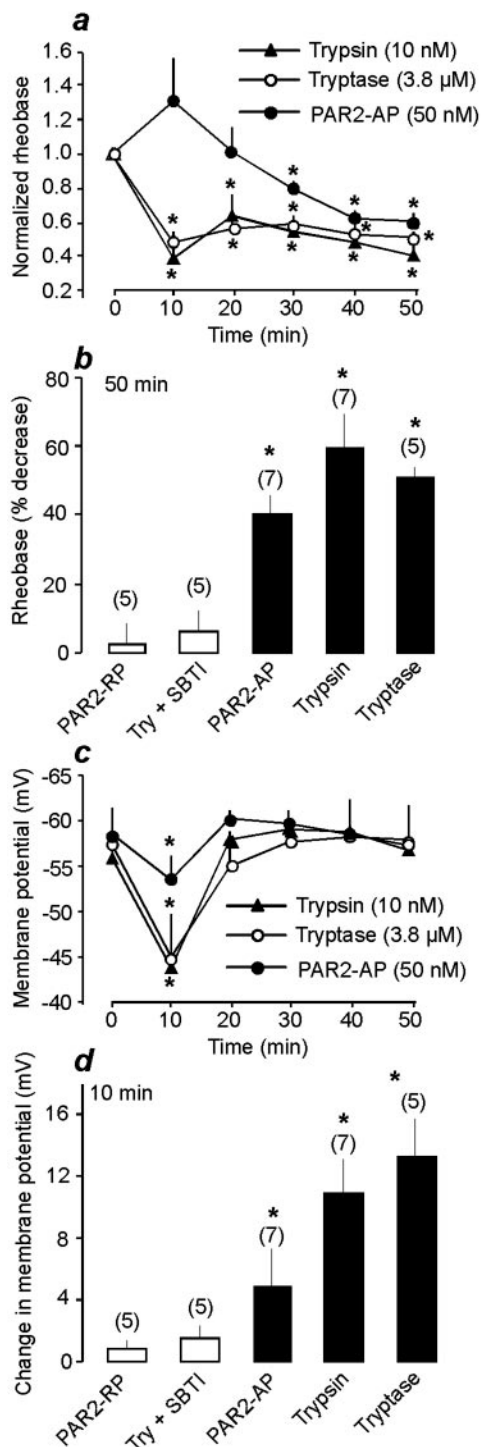 a
Normalized rheobase
1.6
1.4
1.2
1.0
0.8
0.6
0.4
0.2
Trypsin (10 nM)
Tryptase (3.8 µM)
PAR2-AP (50 nM)
* * * * *
* * * * *
* * *
0 10 20 30 40 50
Time (min)
b
Rheobase (% decrease)
80
60
40
20
0
50 min
(5)
(5)
*
(7)
*
(7)
*
(5)
PAR2-RP
Try + SBTI
PAR2-AP
Trypsin
Tryptase
c
Membrane potential (mV)
-65
-60
-55
-50
-45
-40
*
*
*
Trypsin (10 nM)
Tryptase (3.8 µM)
PAR2-AP (50 nM)
0 10 20 30 40 50
Time (min)
d
Change in membrane potential (mV)
16
12
8
4
0
10 min
(5)
(5)
*
(7)
*
(7)
*
(5)
PAR2-RP
Try + SBTI
PAR2-AP
Trypsin
Tryptase